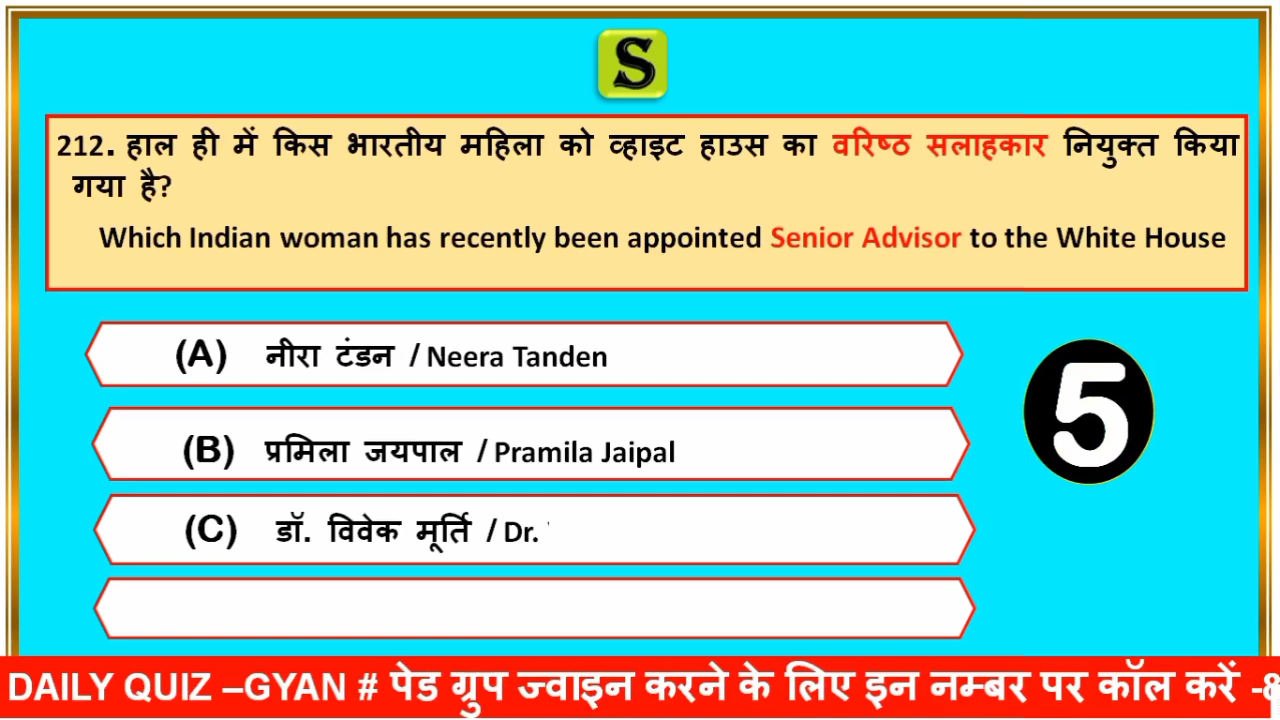 S
212. हाल ही में किस भारतीय महिला को व्हाइट हाउस का वरिष्ठ सलाहकार नियुक्त किया
गया है?
Which Indian woman has recently been appointed Senior Advisor to the White House
(A) नीरा टंडन / Neera Tanden
5
(B) प्रमिला जयपाल / Pramila Jaipal
(C) डॉ. विवेक मूर्ति / Dr.
DAILY QUIZ –GYAN # पेड ग्रुप ज्वाइन करने के लिए इन नम्बर पर कॉल करें -8